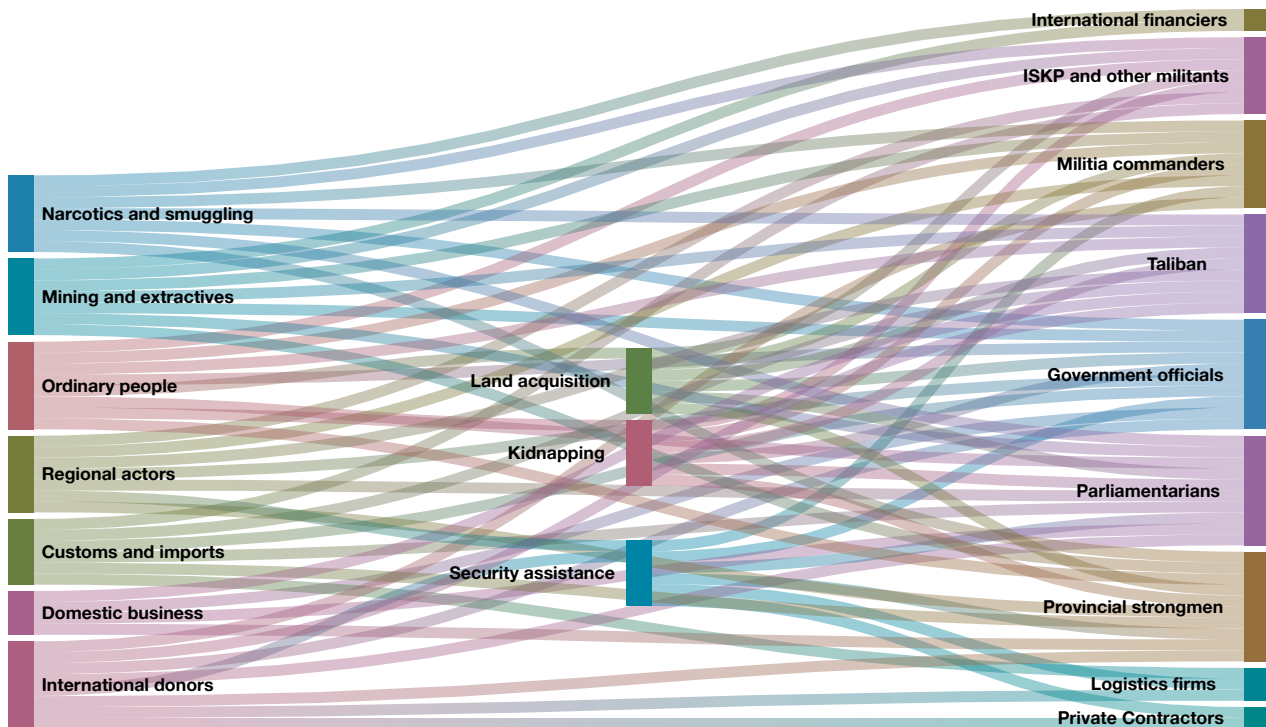 International financiers
ISKP and other militants
Militia commanders
Narcotics and smuggling
Taliban
Mining and extractives
Government officials
Land acquisition
Ordinary people
Kidnapping
Regional actors
Parliamentarians
Customs and imports
Security assistance
Domestic business
Provincial strongmen
International donors
Logistics firms
Private Contractors